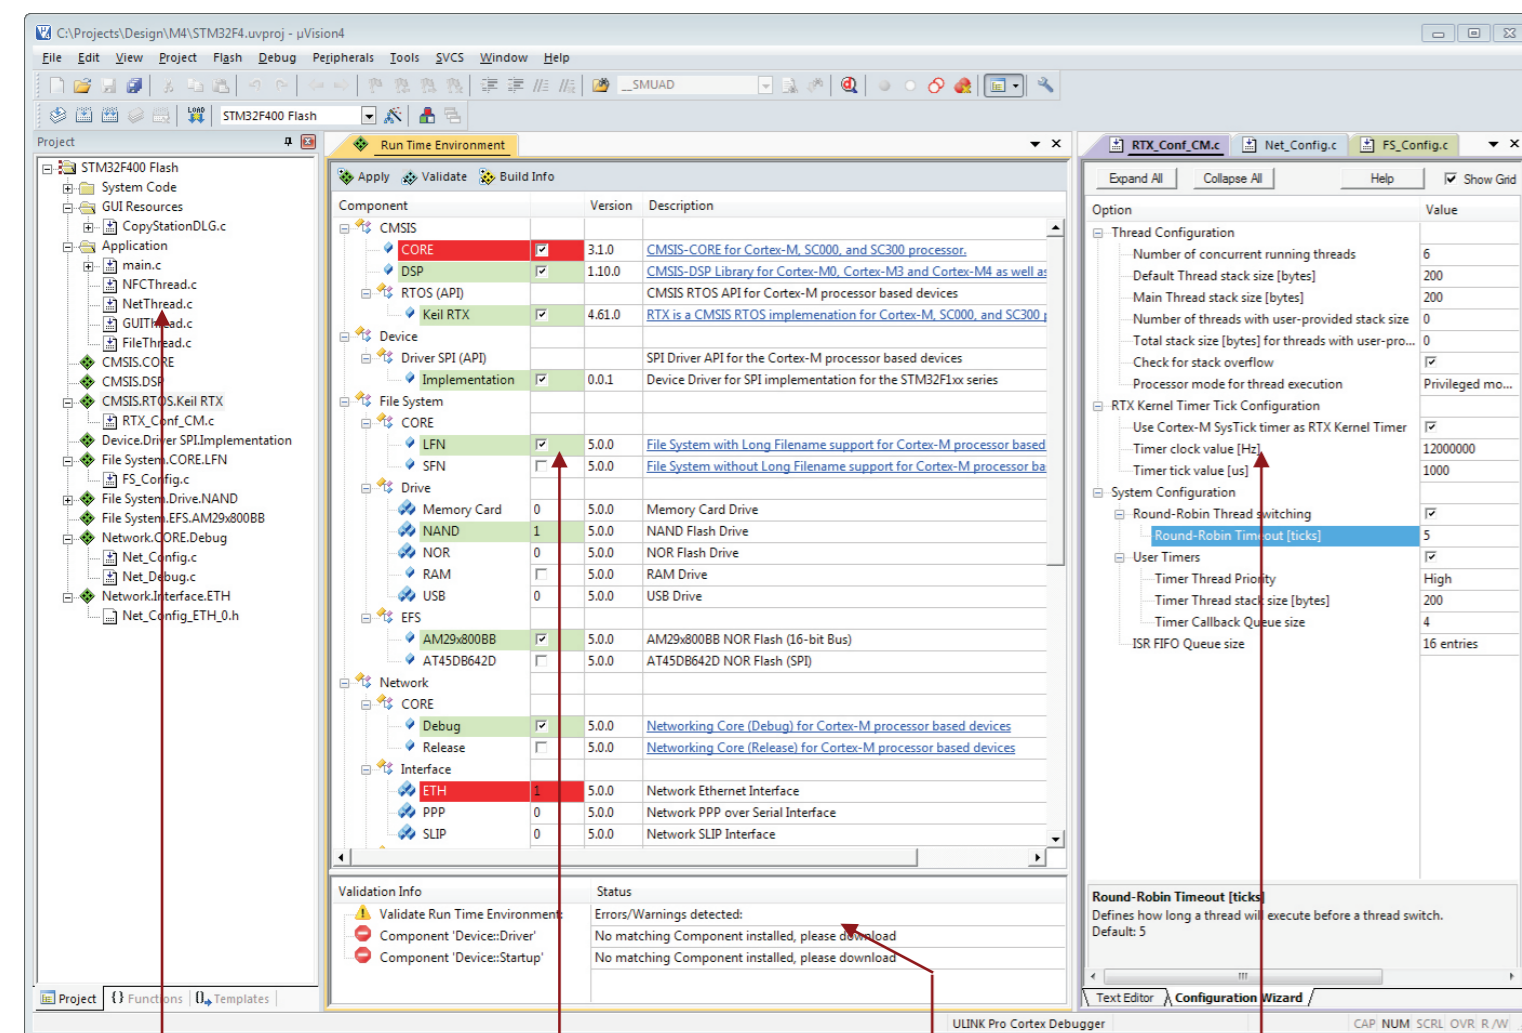 C:\Projects\Design\M4\STM32F4.uvproj - µVision4
File Edit View Project Flash Debug Peripherals Tools SVCS Window Help
__SMUAD
LOAD STM32F400 Flash
Project
STM32F400 Flash
System Code
GUI Resources
CopyStationDLG.c
Application
main.c
NFCThread.c
NetThread.c
GUIThread.c
FileThread.c
CMSIS.CORE
CMSIS.DSP
CMSIS.RTOS.Keil RTX
RTX_Conf_CM.c
Device.Driver SPI.Implementation
File System.CORE.LFN
FS_Config.c
File System.Drive.NAND
File System.EFS.AM29x800BB
Network.CORE.Debug
Net_Config.c
Net_Debug.c
Network.Interface.ETH
Net_Config_ETH_0.h
Project {} Functions 0 Templates
Run Time Environment
Apply Validate Build Info
Component Version Description
CMSIS
CORE 3.1.0 CMSIS-CORE for Cortex-M, SC000, and SC300 processor.
DSP 1.10.0 CMSIS-DSP Library for Cortex-M0, Cortex-M3 and Cortex-M4 as well as
RTOS (API) CMSIS RTOS API for Cortex-M processor based devices
Keil RTX 4.61.0 RTX is a CMSIS RTOS implemenation for Cortex-M, SC000, and SC300
Device
Driver SPI (API) SPI Driver API for the Cortex-M processor based devices
Implementation 0.0.1 Device Driver for SPI implementation for the STM32F1xx series
File System
CORE
LFN 5.0.0 File System with Long Filename support for Cortex-M processor based
SFN 5.0.0 File System without Long Filename support for Cortex-M processor ba
Drive
Memory Card 0 5.0.0 Memory Card Drive
NAND 1 5.0.0 NAND Flash Drive
NOR 0 5.0.0 NOR Flash Drive
RAM 5.0.0 RAM Drive
USB 0 5.0.0 USB Drive
EFS
AM29x800BB 5.0.0 AM29x800BB NOR Flash (16-bit Bus)
AT45DB642D 5.0.0 AT45DB642D NOR Flash (SPI)
Network
CORE
Debug 5.0.0 Networking Core (Debug) for Cortex-M processor based devices
Release 5.0.0 Networking Core (Release) for Cortex-M processor based devices
Interface
ETH 1 5.0.0 Network Ethernet Interface
PPP 0 5.0.0 Network PPP over Serial Interface
SLIP 0 5.0.0 Network SLIP Interface
Validation Info Status
Validate Run Time Environment: Errors/Warnings detected:
Component 'Device::Driver' No matching Component installed, please download
Component 'Device::Startup' No matching Component installed, please download
RTX_Conf_CM.c Net_Config.c FS_Config.c
Expand All Collapse All Help Show Grid
Option Value
Thread Configuration
Number of concurrent running threads 6
Default Thread stack size [bytes] 200
Main Thread stack size [bytes] 200
Number of threads with user-provided stack size 0
Total stack size [bytes] for threads with user-pro... 0
Check for stack overflow
Processor mode for thread execution Privileged mo...
RTX Kernel Timer Tick Configuration
Use Cortex-M SysTick timer as RTX Kernel Timer
Timer clock value [Hz] 12000000
Timer tick value [us] 1000
System Configuration
Round-Robin Thread switching
Round-Robin Timeout [ticks] 5
User Timers
Timer Thread Priority High
Timer Thread stack size [bytes] 200
Timer Callback Queue size 4
ISR FIFO Queue size 16 entries
Round-Robin Timeout [ticks]
Defines how long a thread will execute before a thread switch.
Default: 5
Text Editor Configuration Wizard
ULINK Pro Cortex Debugger CAP NUM SCRL OVR R/W